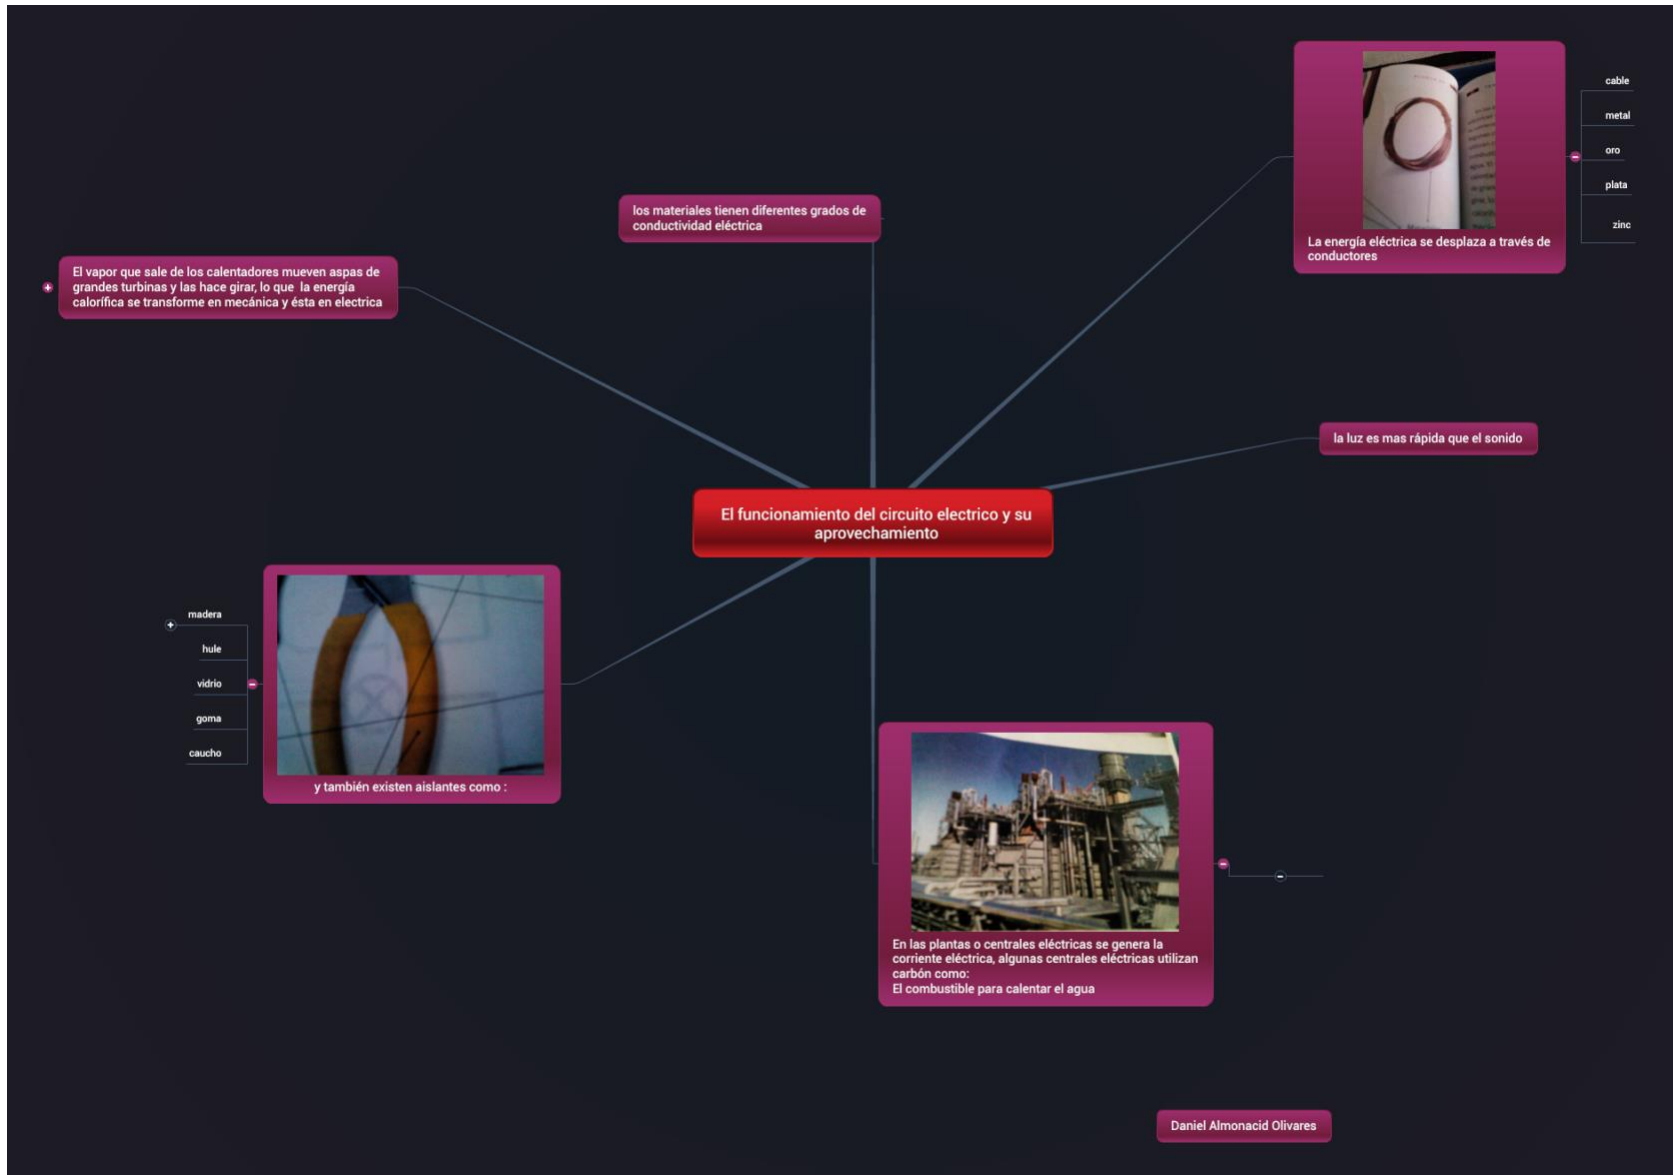 cable
metal
oro
plata
zinc
La energía eléctrica se desplaza a través de
conductores
los materiales tienen diferentes grados de
conductividad eléctrica
El vapor que sale de los calentadores mueven aspas de
grandes turbinas y las hace girar, lo que la energía
calorífica se transforme en mecánica y ésta en electrica
la luz es mas rápida que el sonido
El funcionamiento del circuito electrico y su
aprovechamiento
madera
hule
vidrio
goma
caucho
y también existen aislantes como :
En las plantas o centrales eléctricas se genera la
corriente eléctrica, algunas centrales eléctricas utilizan
carbón como:
El combustible para calentar el agua
Daniel Almonacid Olivares